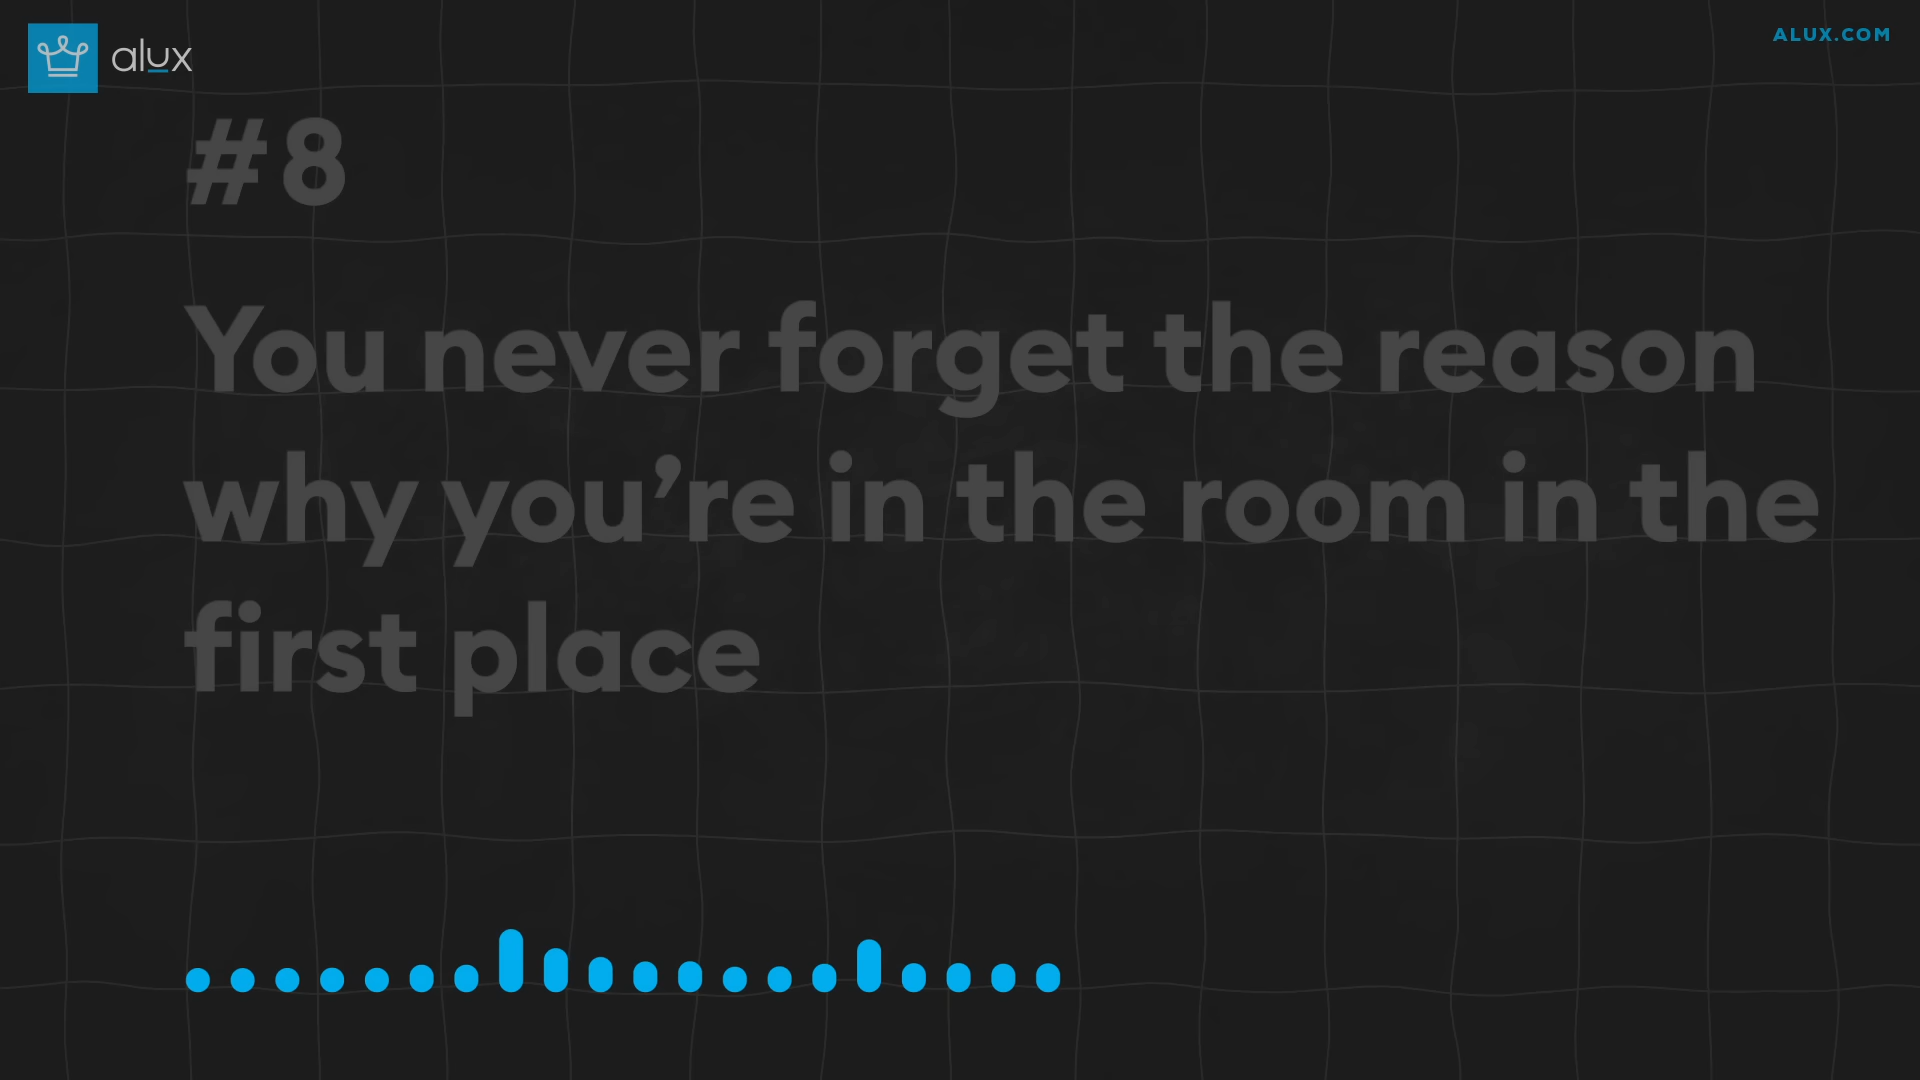 alux
ALUX.COM
#8
You never forget the reason
why you’re in the room in the
first place